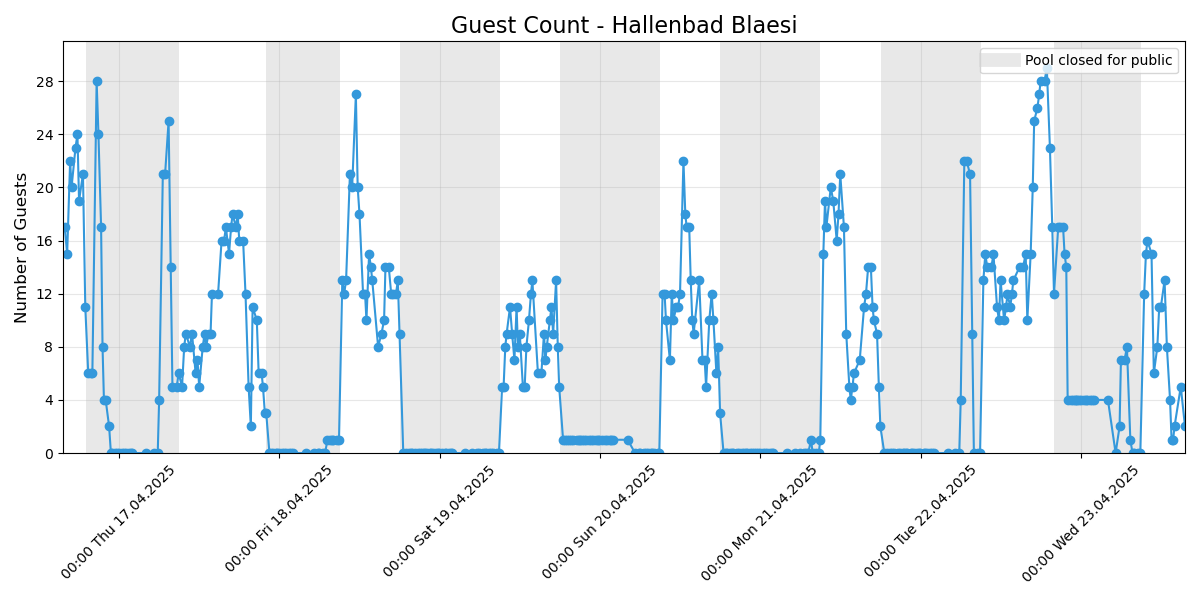 Guest Count - Hallenbad Blaesi
Pool closed for public
Number of Guests
28
24
20
16
12
8
4
0
00:00 Thu 17.04.2025
00:00 Fri 18.04.2025
00:00 Sat 19.04.2025
00:00 Sun 20.04.2025
00:00 Mon 21.04.2025
00:00 Tue 22.04.2025
00:00 Wed 23.04.2025